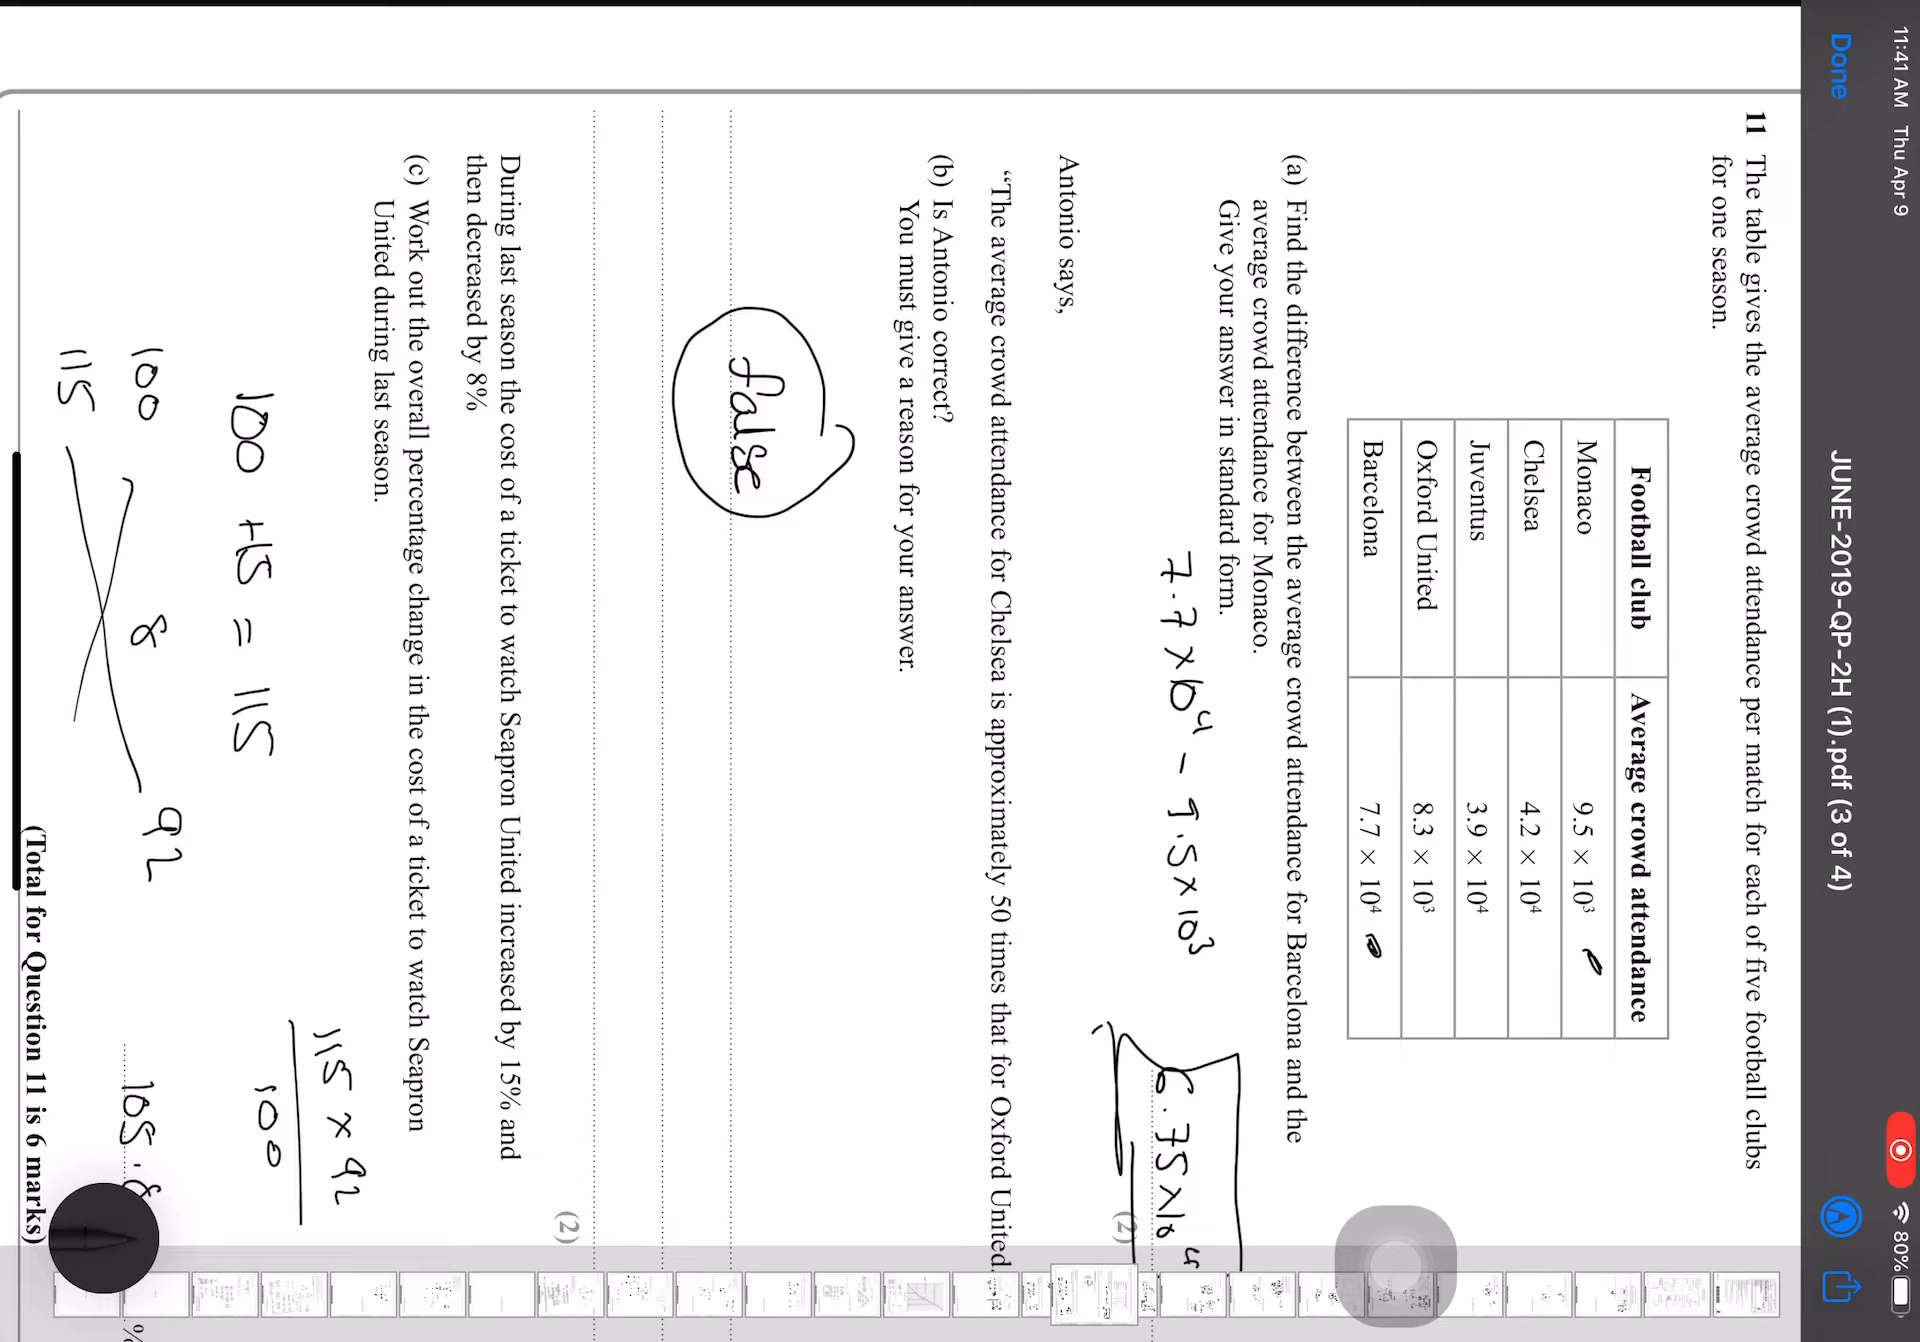 11:41 AM Thu Apr 9
80%
Done
JUNE-2019-QP-2H (1).pdf (3 of 4)
11 The table gives the average crowd attendance per match for each of five football clubs
for one season.
Football club Average crowd attendance
Monaco 9.5 × 10³
Chelsea 4.2 × 10⁴
Juventus 3.9 × 10⁴
Oxford United 8.3 × 10³
Barcelona 7.7 × 10⁴
(a) Find the difference between the average crowd attendance for Barcelona and the
average crowd attendance for Monaco.
Give your answer in standard form.
7.7 × 10⁴ - 9.5 × 10³
6.75 × 10⁴
(2)
Antonio says,
“The average crowd attendance for Chelsea is approximately 50 times that for Oxford United.
(b) Is Antonio correct?
You must give a reason for your answer.
false
(2)
During last season the cost of a ticket to watch Seapron United increased by 15% and
then decreased by 8%
(c) Work out the overall percentage change in the cost of a ticket to watch Seapron
United during last season.
115 × 92
100
100 + 15 = 115
100 8 92
115
105.8 %
(Total for Question 11 is 6 marks)